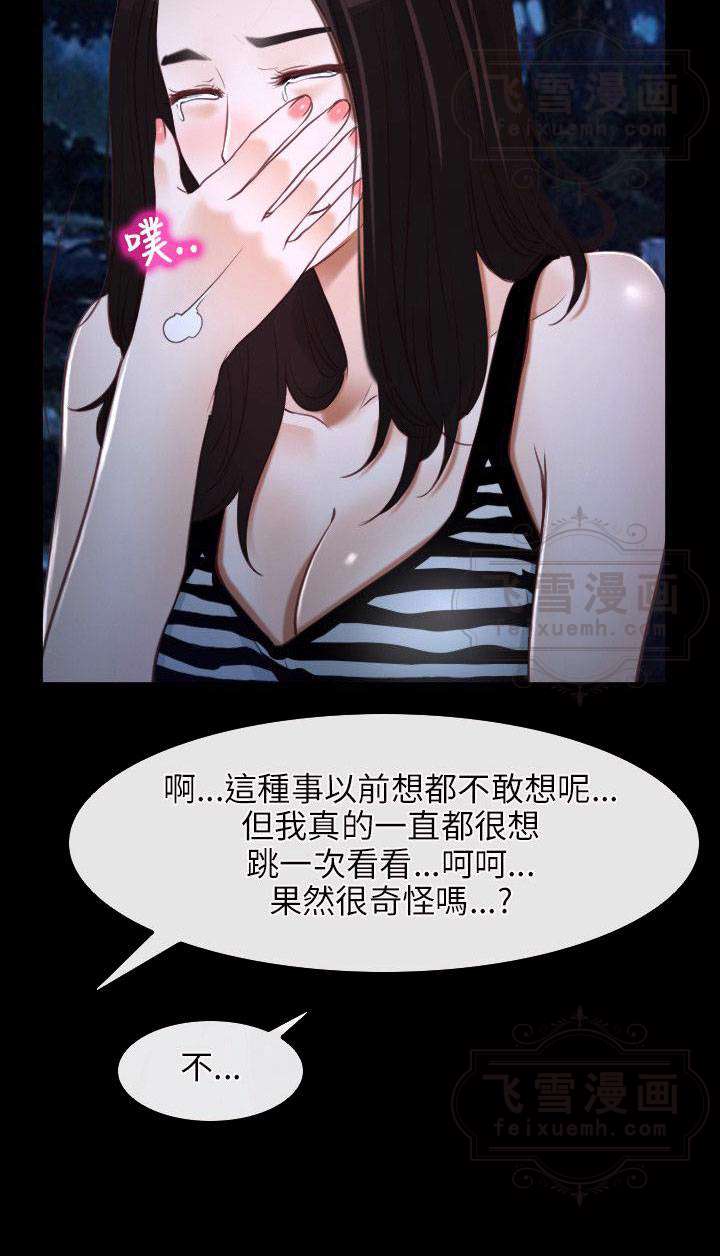 飞雪漫画
feixuemh.com
噗..
飞雪漫画
feixuemh.com
啊...這種事以前想都不敢想呢...
但我真的一直都很想
跳一次看看...呵呵...
果然很奇怪嗎...?
不...
飞雪漫画
feixuemh.com